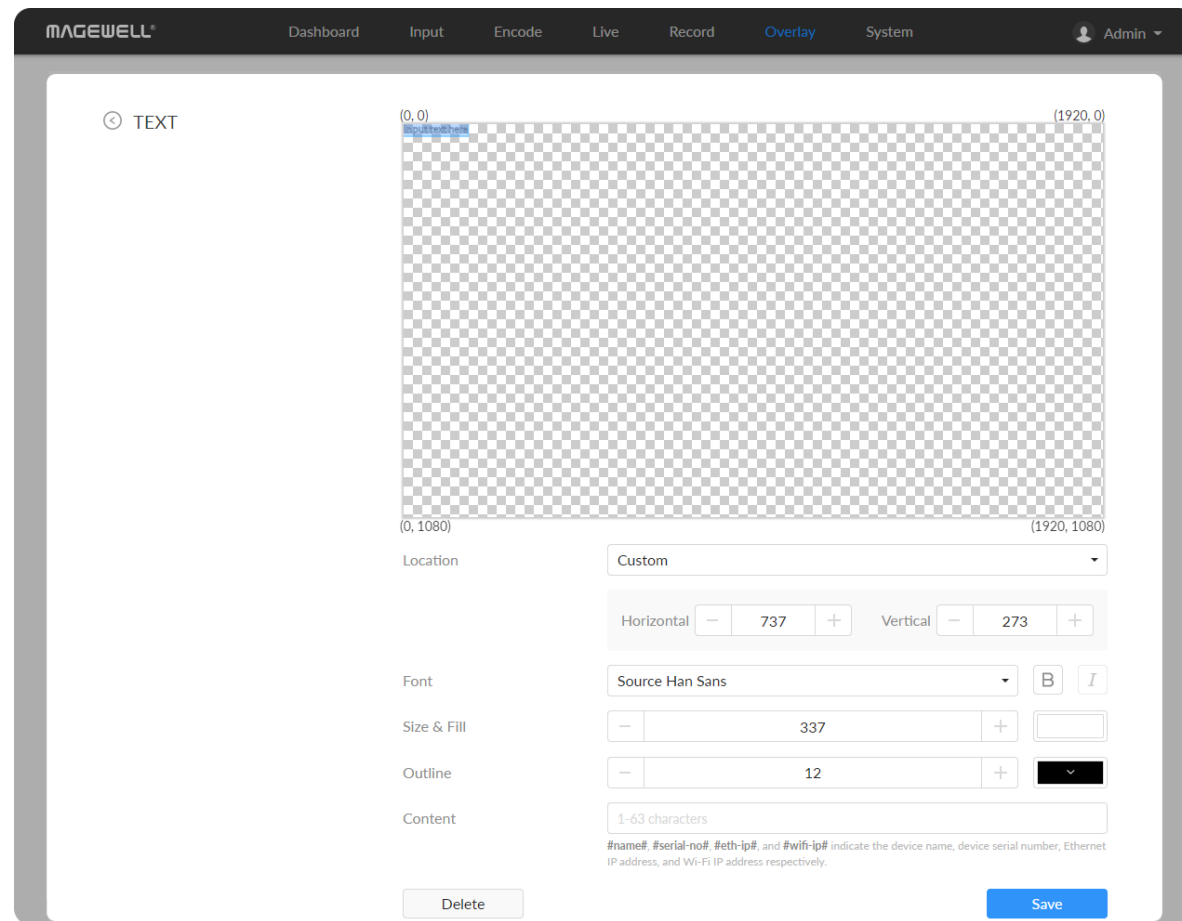 MAGEWELL®
Dashboard Input Encode Live Record Overlay System Admin
TEXT
(0, 0) (1920, 0)
Input text here
(0, 1080) (1920, 1080)
Location Custom
Horizontal − 737 + Vertical − 273 +
Font Source Han Sans B I
Size & Fill − 337 +
Outline − 12 +
Content 1-63 characters
#name#, #serial-no#, #eth-ip#, and #wifi-ip# indicate the device name, device serial number, Ethernet
IP address, and Wi-Fi IP address respectively.
Delete Save